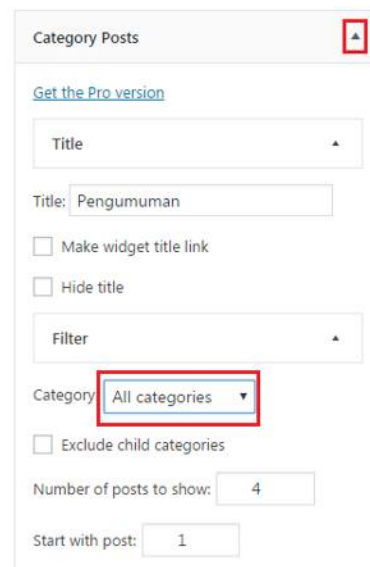 Category Posts
Get the Pro version
Title
Title: Pengumuman
Make widget title link
Hide title
Filter
Category All categories
Exclude child categories
Number of posts to show: 4
Start with post: 1